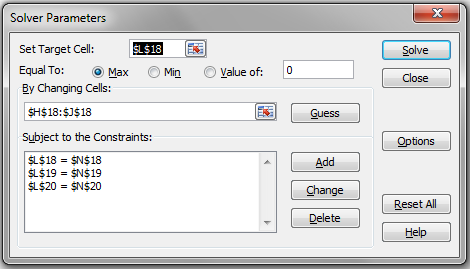 Solver Parameters
Set Target Cell: $L$18 Solve
Equal To: Max Min Value of: 0 Close
By Changing Cells:
$H$18:$J$18 Guess
Subject to the Constraints: Options
$L$18 = $N$18 Add
$L$19 = $N$19
$L$20 = $N$20 Change
Reset All
Delete
Help